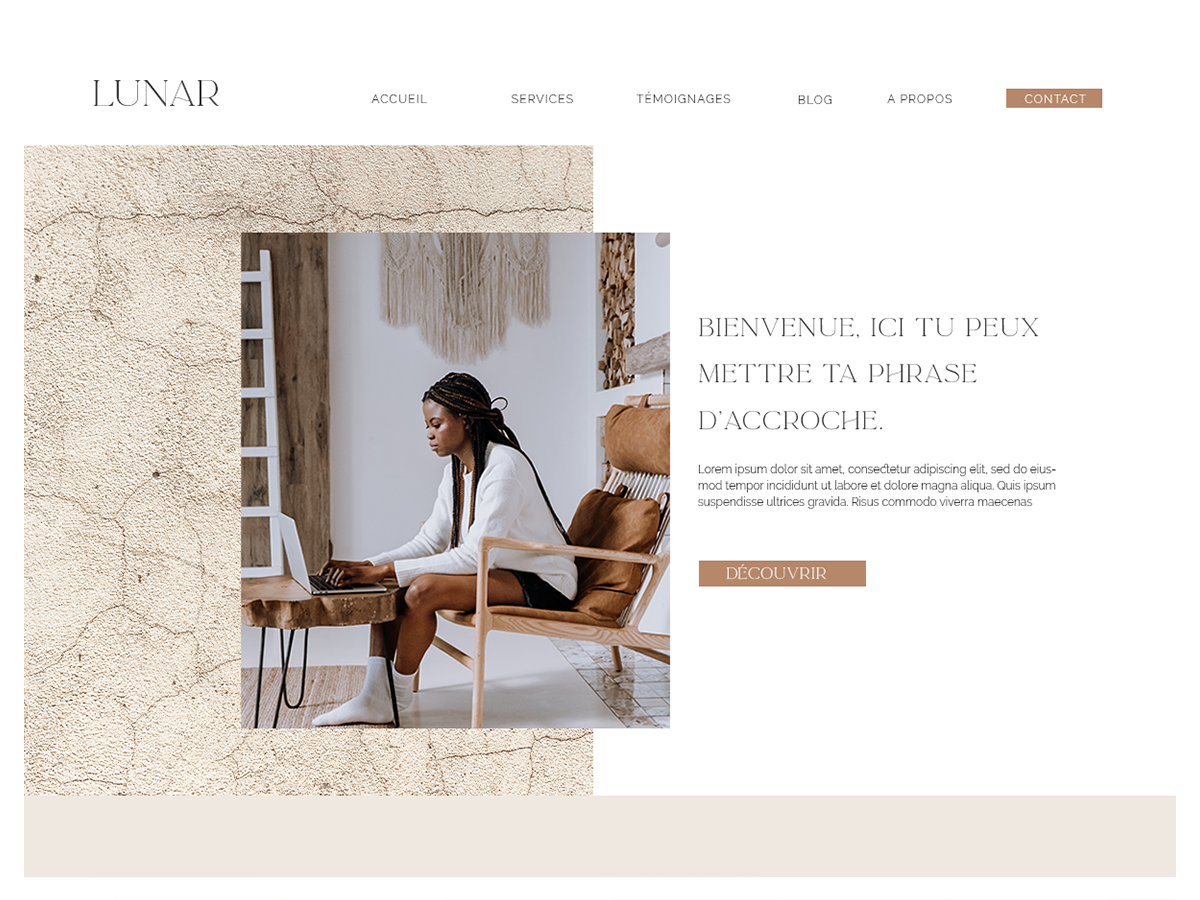 LUNAR
ACCUEIL SERVICES TÉMOIGNAGES BLOG A PROPOS CONTACT
BIENVENUE, ICI TU PEUX
METTRE TA PHRASE
D'ACCROCHE.
Lorem ipsum dolor sit amet, consectetur adipiscing elit, sed do eius-
mod tempor incididunt ut labore et dolore magna aliqua. Quis ipsum
suspendisse ultrices gravida. Risus commodo viverra maecenas
DÉCOUVRIR